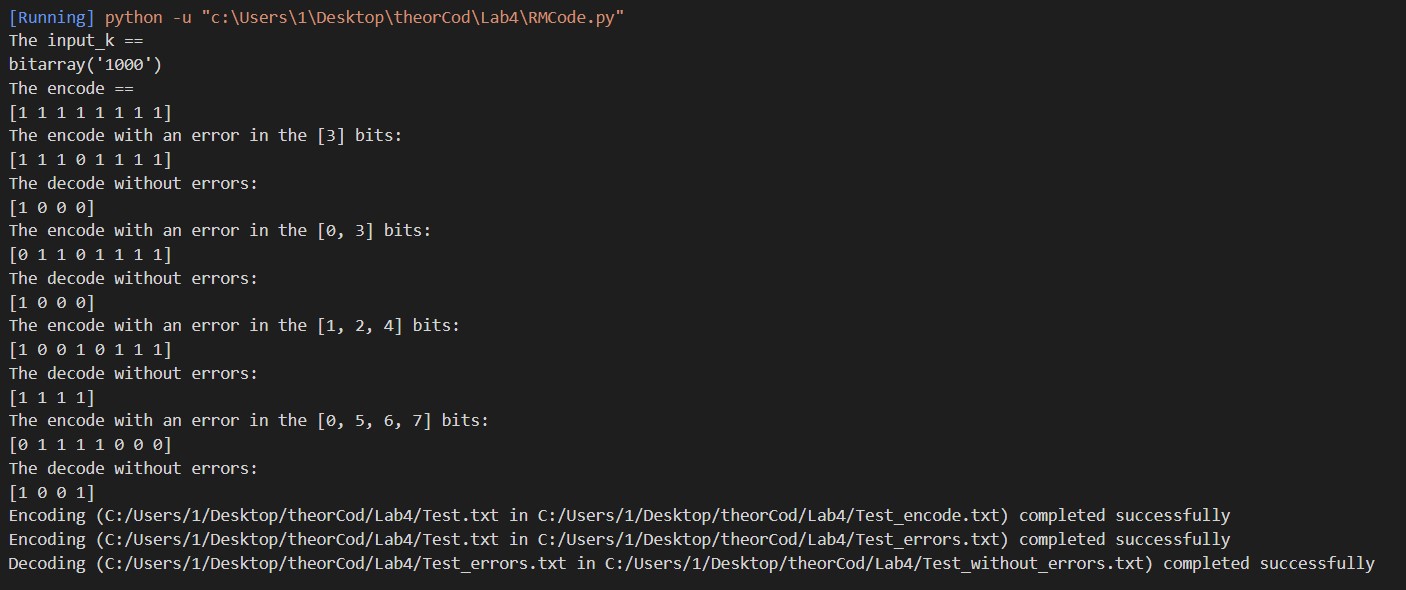 [Running] python -u "c:\Users\1\Desktop\theorCod\Lab4\RMCode.py"
The input_k ==
bitarray('1000')
The encode ==
[1 1 1 1 1 1 1 1]
The encode with an error in the [3] bits:
[1 1 1 0 1 1 1 1]
The decode without errors:
[1 0 0 0]
The encode with an error in the [0, 3] bits:
[0 1 1 0 1 1 1 1]
The decode without errors:
[1 0 0 0]
The encode with an error in the [1, 2, 4] bits:
[1 0 0 1 0 1 1 1]
The decode without errors:
[1 1 1 1]
The encode with an error in the [0, 5, 6, 7] bits:
[0 1 1 1 1 0 0 0]
The decode without errors:
[1 0 0 1]
Encoding (C:/Users/1/Desktop/theorCod/Lab4/Test.txt in C:/Users/1/Desktop/theorCod/Lab4/Test_encode.txt) completed successfully
Encoding (C:/Users/1/Desktop/theorCod/Lab4/Test.txt in C:/Users/1/Desktop/theorCod/Lab4/Test_errors.txt) completed successfully
Decoding (C:/Users/1/Desktop/theorCod/Lab4/Test_errors.txt in C:/Users/1/Desktop/theorCod/Lab4/Test_without_errors.txt) completed successfully